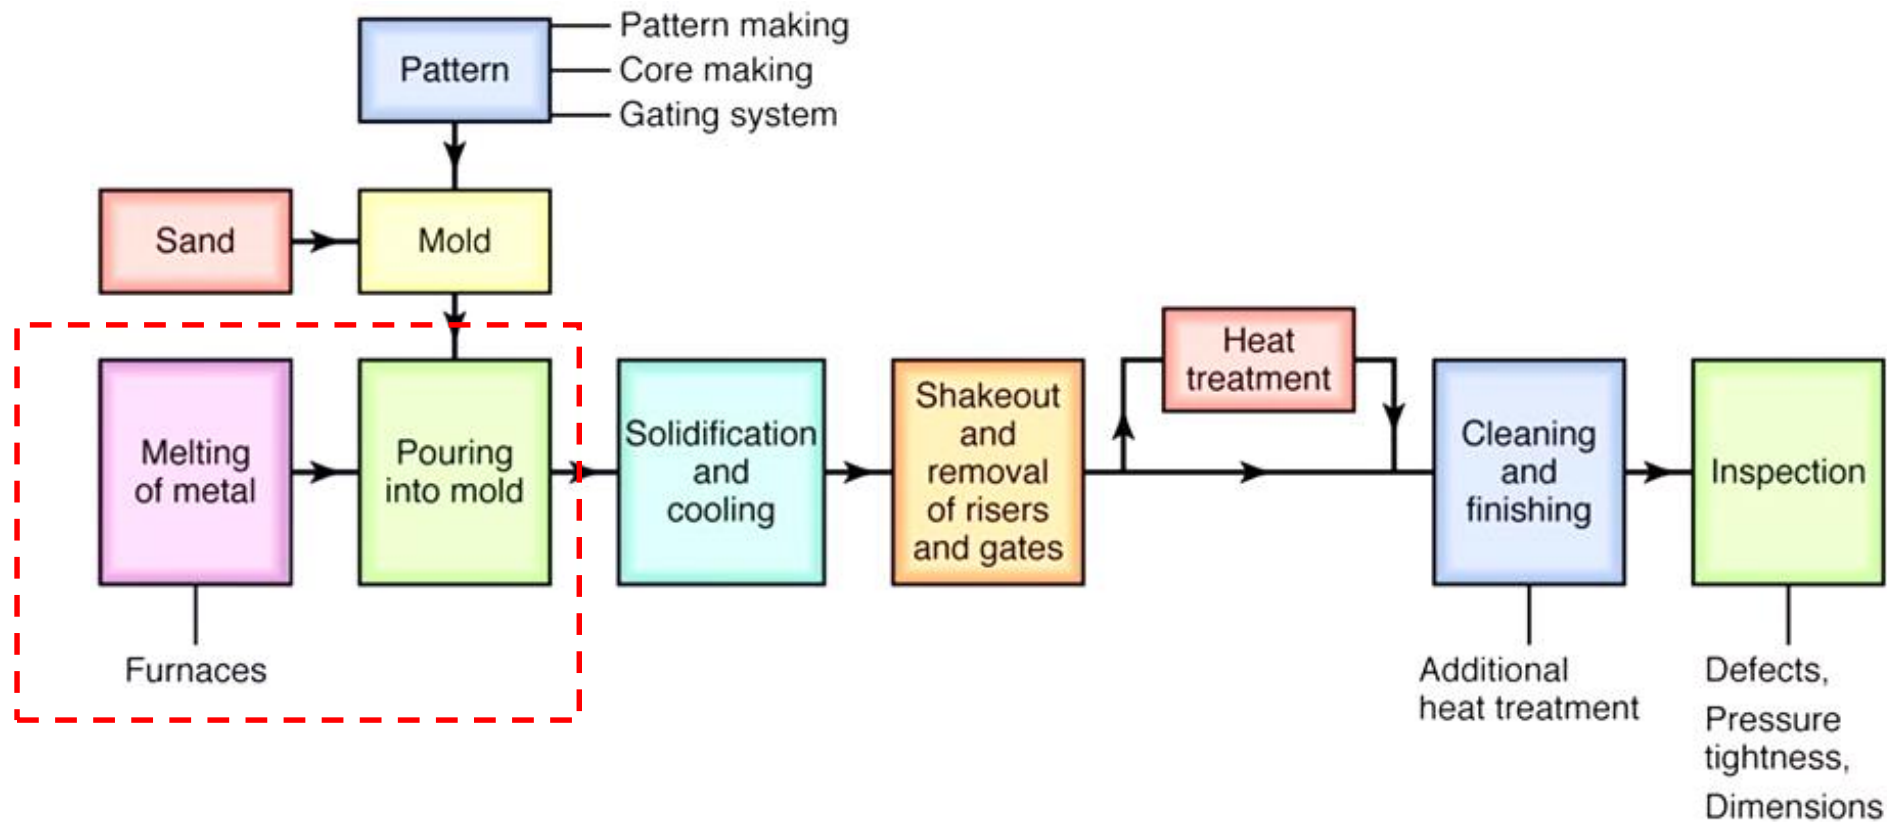 Pattern
Pattern making
Core making
Gating system
Sand
Mold
Melting
of metal
Furnaces
Pouring
into mold
Solidification
and
cooling
Shakeout
and
removal
of risers
and gates
Heat
treatment
Cleaning
and
finishing
Additional
heat treatment
Inspection
Defects,
Pressure
tightness,
Dimensions